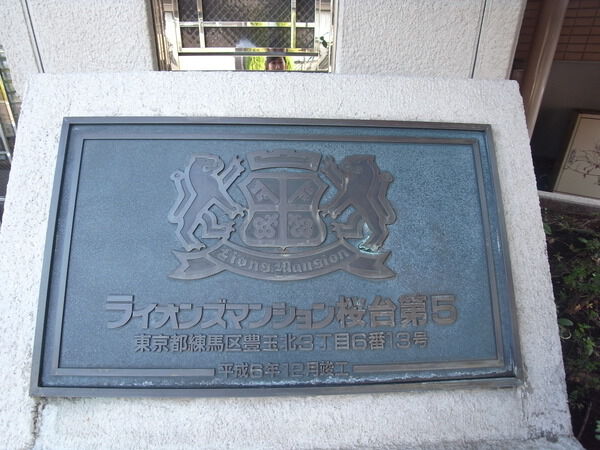 Lions Mansion
ライオンズマンション桜台第5
東京都練馬区豊玉北3丁目6番13号
平成6年12月竣工